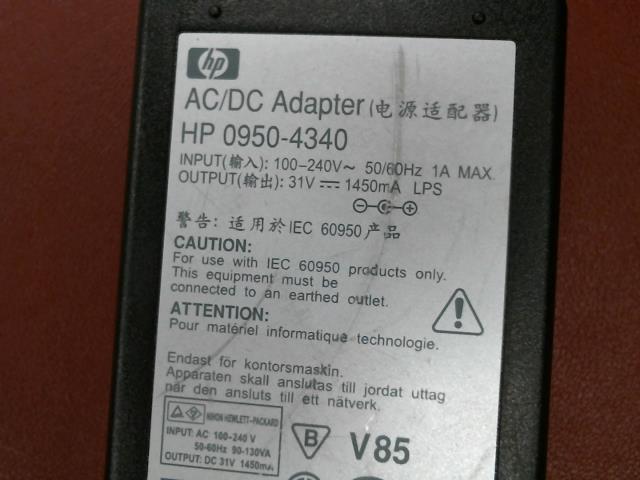 hp
AC/DC Adapter (电源适配器)
HP 0950-4340
INPUT(输入): 100-240V~ 50/60Hz 1A MAX.
OUTPUT(输出): 31V ⎓ 1450mA LPS
警告: 适用於IEC 60950产品
CAUTION:
For use with IEC 60950 products only.
This equipment must be
connected to an earthed outlet.
ATTENTION:
Pour matériel informatique technologie.
Endast för kontorsmaskin.
Apparaten skall anslutas till jordat uttag
när den ansluts till ett nätverk.
NIHON HEWLETT-PACKARD
INPUT: AC 100-240 V
50-60Hz 90-130VA
OUTPUT: DC 31V 1450mA
B
V85